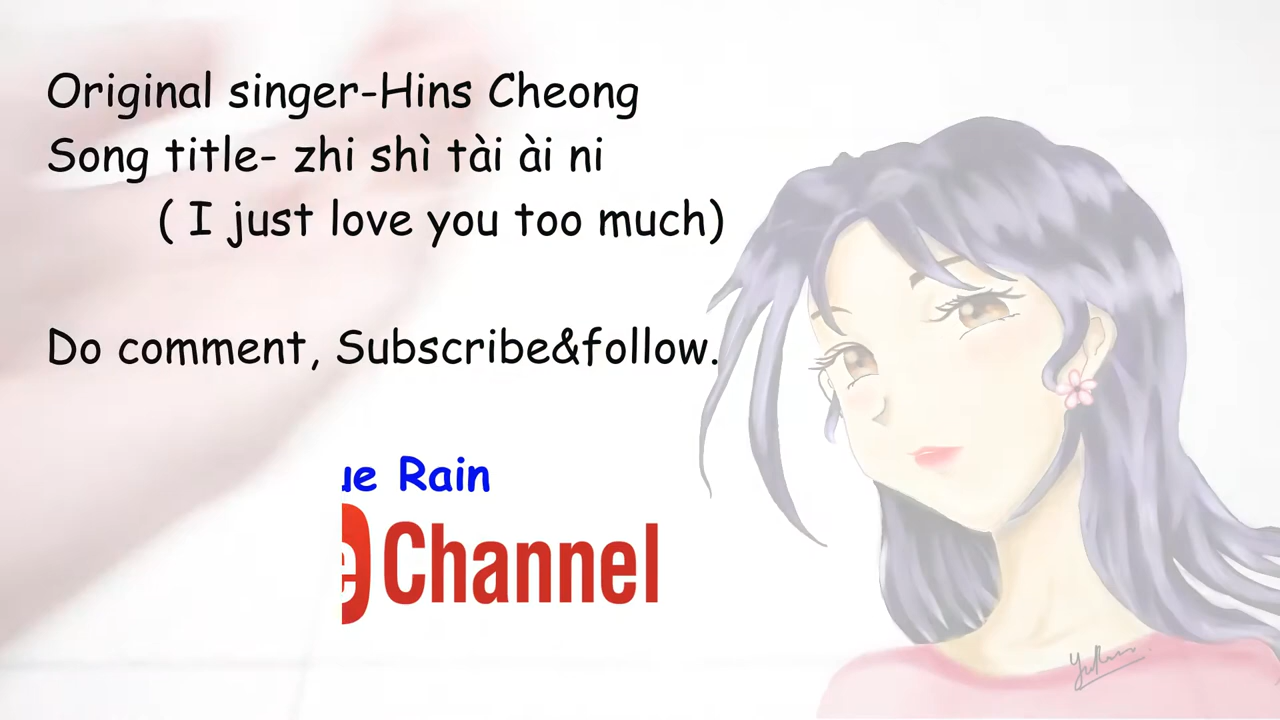 Original singer-Hins Cheong
Song title- zhi shì tài ài ni
( I just love you too much)
Do comment, Subscribe&follow.
ue Rain
e Channel